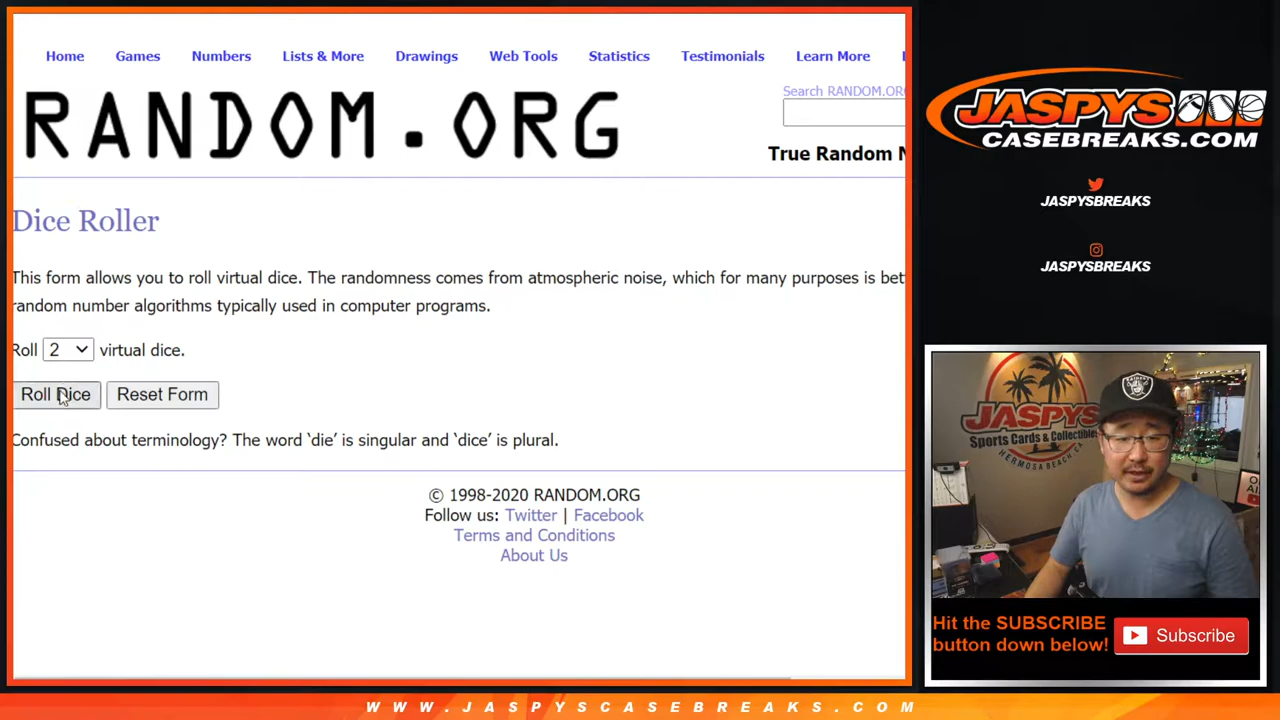 Home Games Numbers Lists & More Drawings Web Tools Statistics Testimonials Learn More
RANDOM.ORG
Search RANDOM.ORG
True Random N
Dice Roller
This form allows you to roll virtual dice. The randomness comes from atmospheric noise, which for many purposes is bet
random number algorithms typically used in computer programs.
Roll 2 virtual dice.
Roll Dice Reset Form
Confused about terminology? The word ‘die’ is singular and ‘dice’ is plural.
© 1998-2020 RANDOM.ORG
Follow us: Twitter | Facebook
Terms and Conditions
About Us
JASPYS
CASEBREAKS.COM
JASPYSBREAKS
JASPYSBREAKS
JASPYS
Sports Cards & Collectibles
HERMOSA BEACH, CA
RAIDERS
Hit the SUBSCRIBE
button down below!
Subscribe
WWW.JASPYSCASEBREAKS.COM